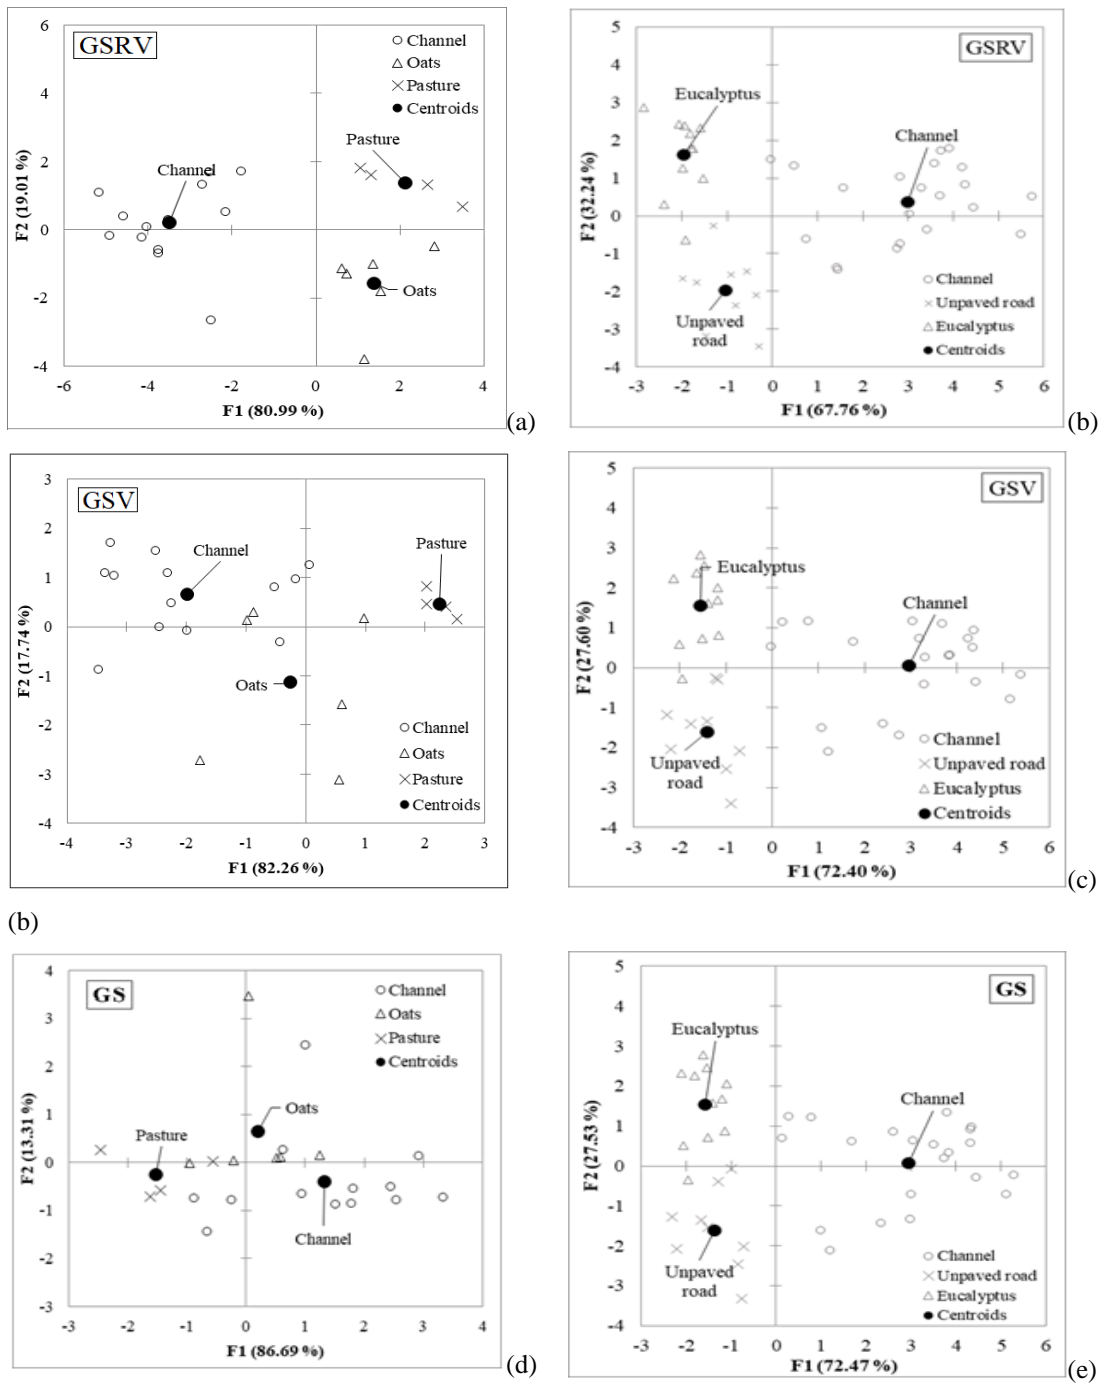 GSRV
Channel
Oats
Pasture
Centroids
Pasture
Channel
Oats
6
4
2
0
-2
-4
-6 -4 -2 0 2 4
F2 (19.01 %)
F1 (80.99 %)
(a)
GSRV
Eucalyptus
Channel
Unpaved
road
Channel
Unpaved road
Eucalyptus
Centroids
5
4
3
2
1
0
-1
-2
-3
-4
-3 -2 -1 0 1 2 3 4 5 6
F2 (32.24 %)
F1 (67.76 %)
(b)
GSV
Channel
Pasture
Oats
Channel
Oats
Pasture
Centroids
3
2
1
0
-1
-2
-3
-4
-4 -3 -2 -1 0 1 2 3
F2 (17.74 %)
F1 (82.26 %)
(b)
GSV
Eucalyptus
Channel
Unpaved
road
Channel
Unpaved road
Eucalyptus
Centroids
5
4
3
2
1
0
-1
-2
-3
-4
-3 -2 -1 0 1 2 3 4 5 6
F2 (27.60 %)
F1 (72.40 %)
(c)
GS
Channel
Oats
Pasture
Centroids
Oats
Pasture
Channel
4
3
2
1
0
-1
-2
-3
-3 -2 -1 0 1 2 3 4
F2 (13.31 %)
F1 (86.69 %)
(d)
GS
Eucalyptus
Channel
Unpaved
road
Channel
Unpaved road
Eucalyptus
Centroids
5
4
3
2
1
0
-1
-2
-3
-4
-3 -2 -1 0 1 2 3 4 5 6
F2 (27.53 %)
F1 (72.47 %)
(e)